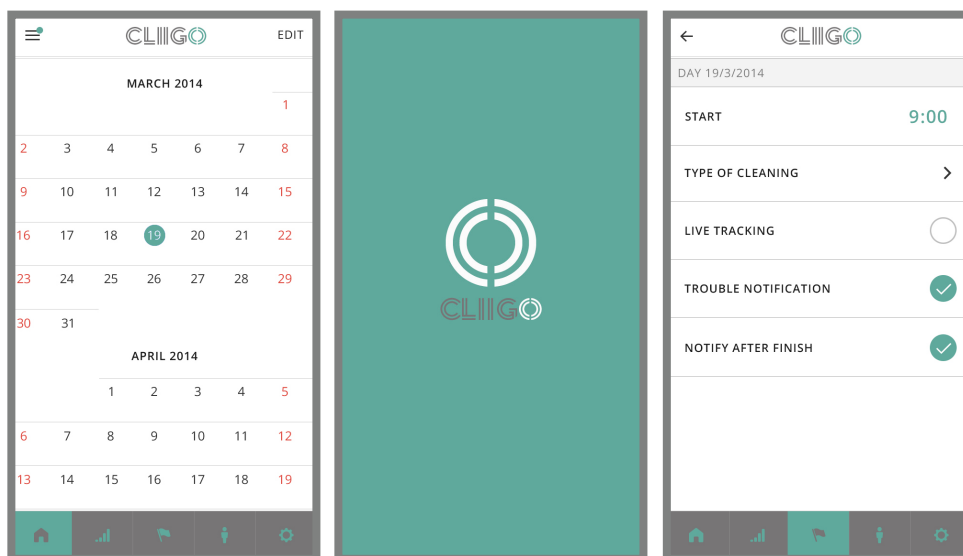 CLIIGO EDIT
MARCH 2014
1
2 3 4 5 6 7 8
9 10 11 12 13 14 15
16 17 18 19 20 21 22
23 24 25 26 27 28 29
30 31
APRIL 2014
1 2 3 4 5
6 7 8 9 10 11 12
13 14 15 16 17 18 19
CLIIGO
CLIIGO
DAY 19/3/2014
START 9:00
TYPE OF CLEANING
LIVE TRACKING
TROUBLE NOTIFICATION
NOTIFY AFTER FINISH